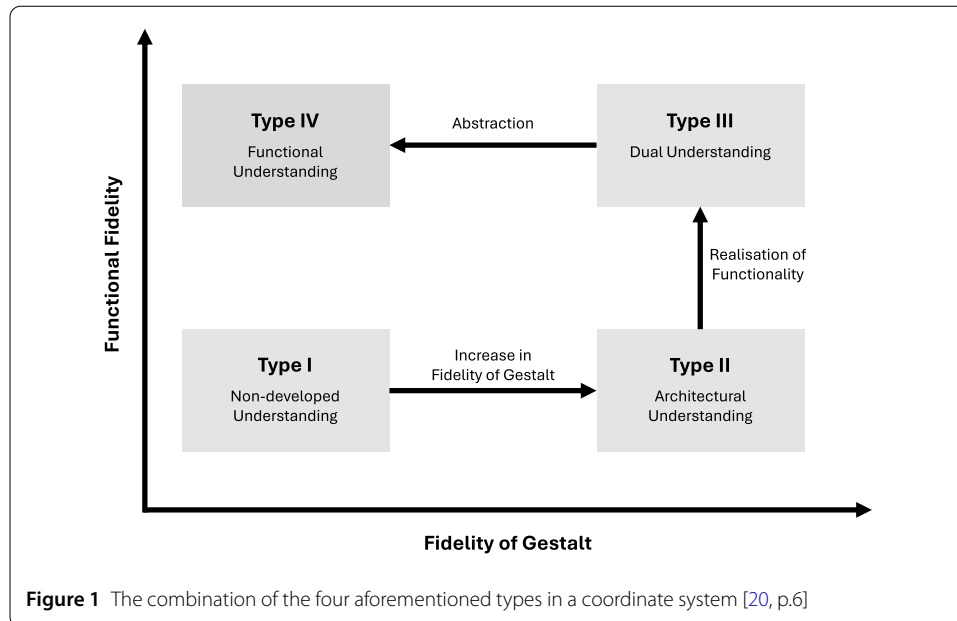 Functional Fidelity
Type IV
Functional
Understanding
Abstraction
Type III
Dual Understanding
Realisation of
Functionality
Type I
Non-developed
Understanding
Increase in
Fidelity of Gestalt
Type II
Architectural
Understanding
Fidelity of Gestalt
Figure 1 The combination of the four aforementioned types in a coordinate system [20, p.6]